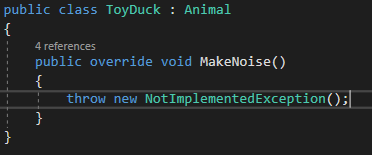 public class ToyDuck : Animal
{
4 references
public override void MakeNoise()
{
throw new NotImplementedException();
}
}